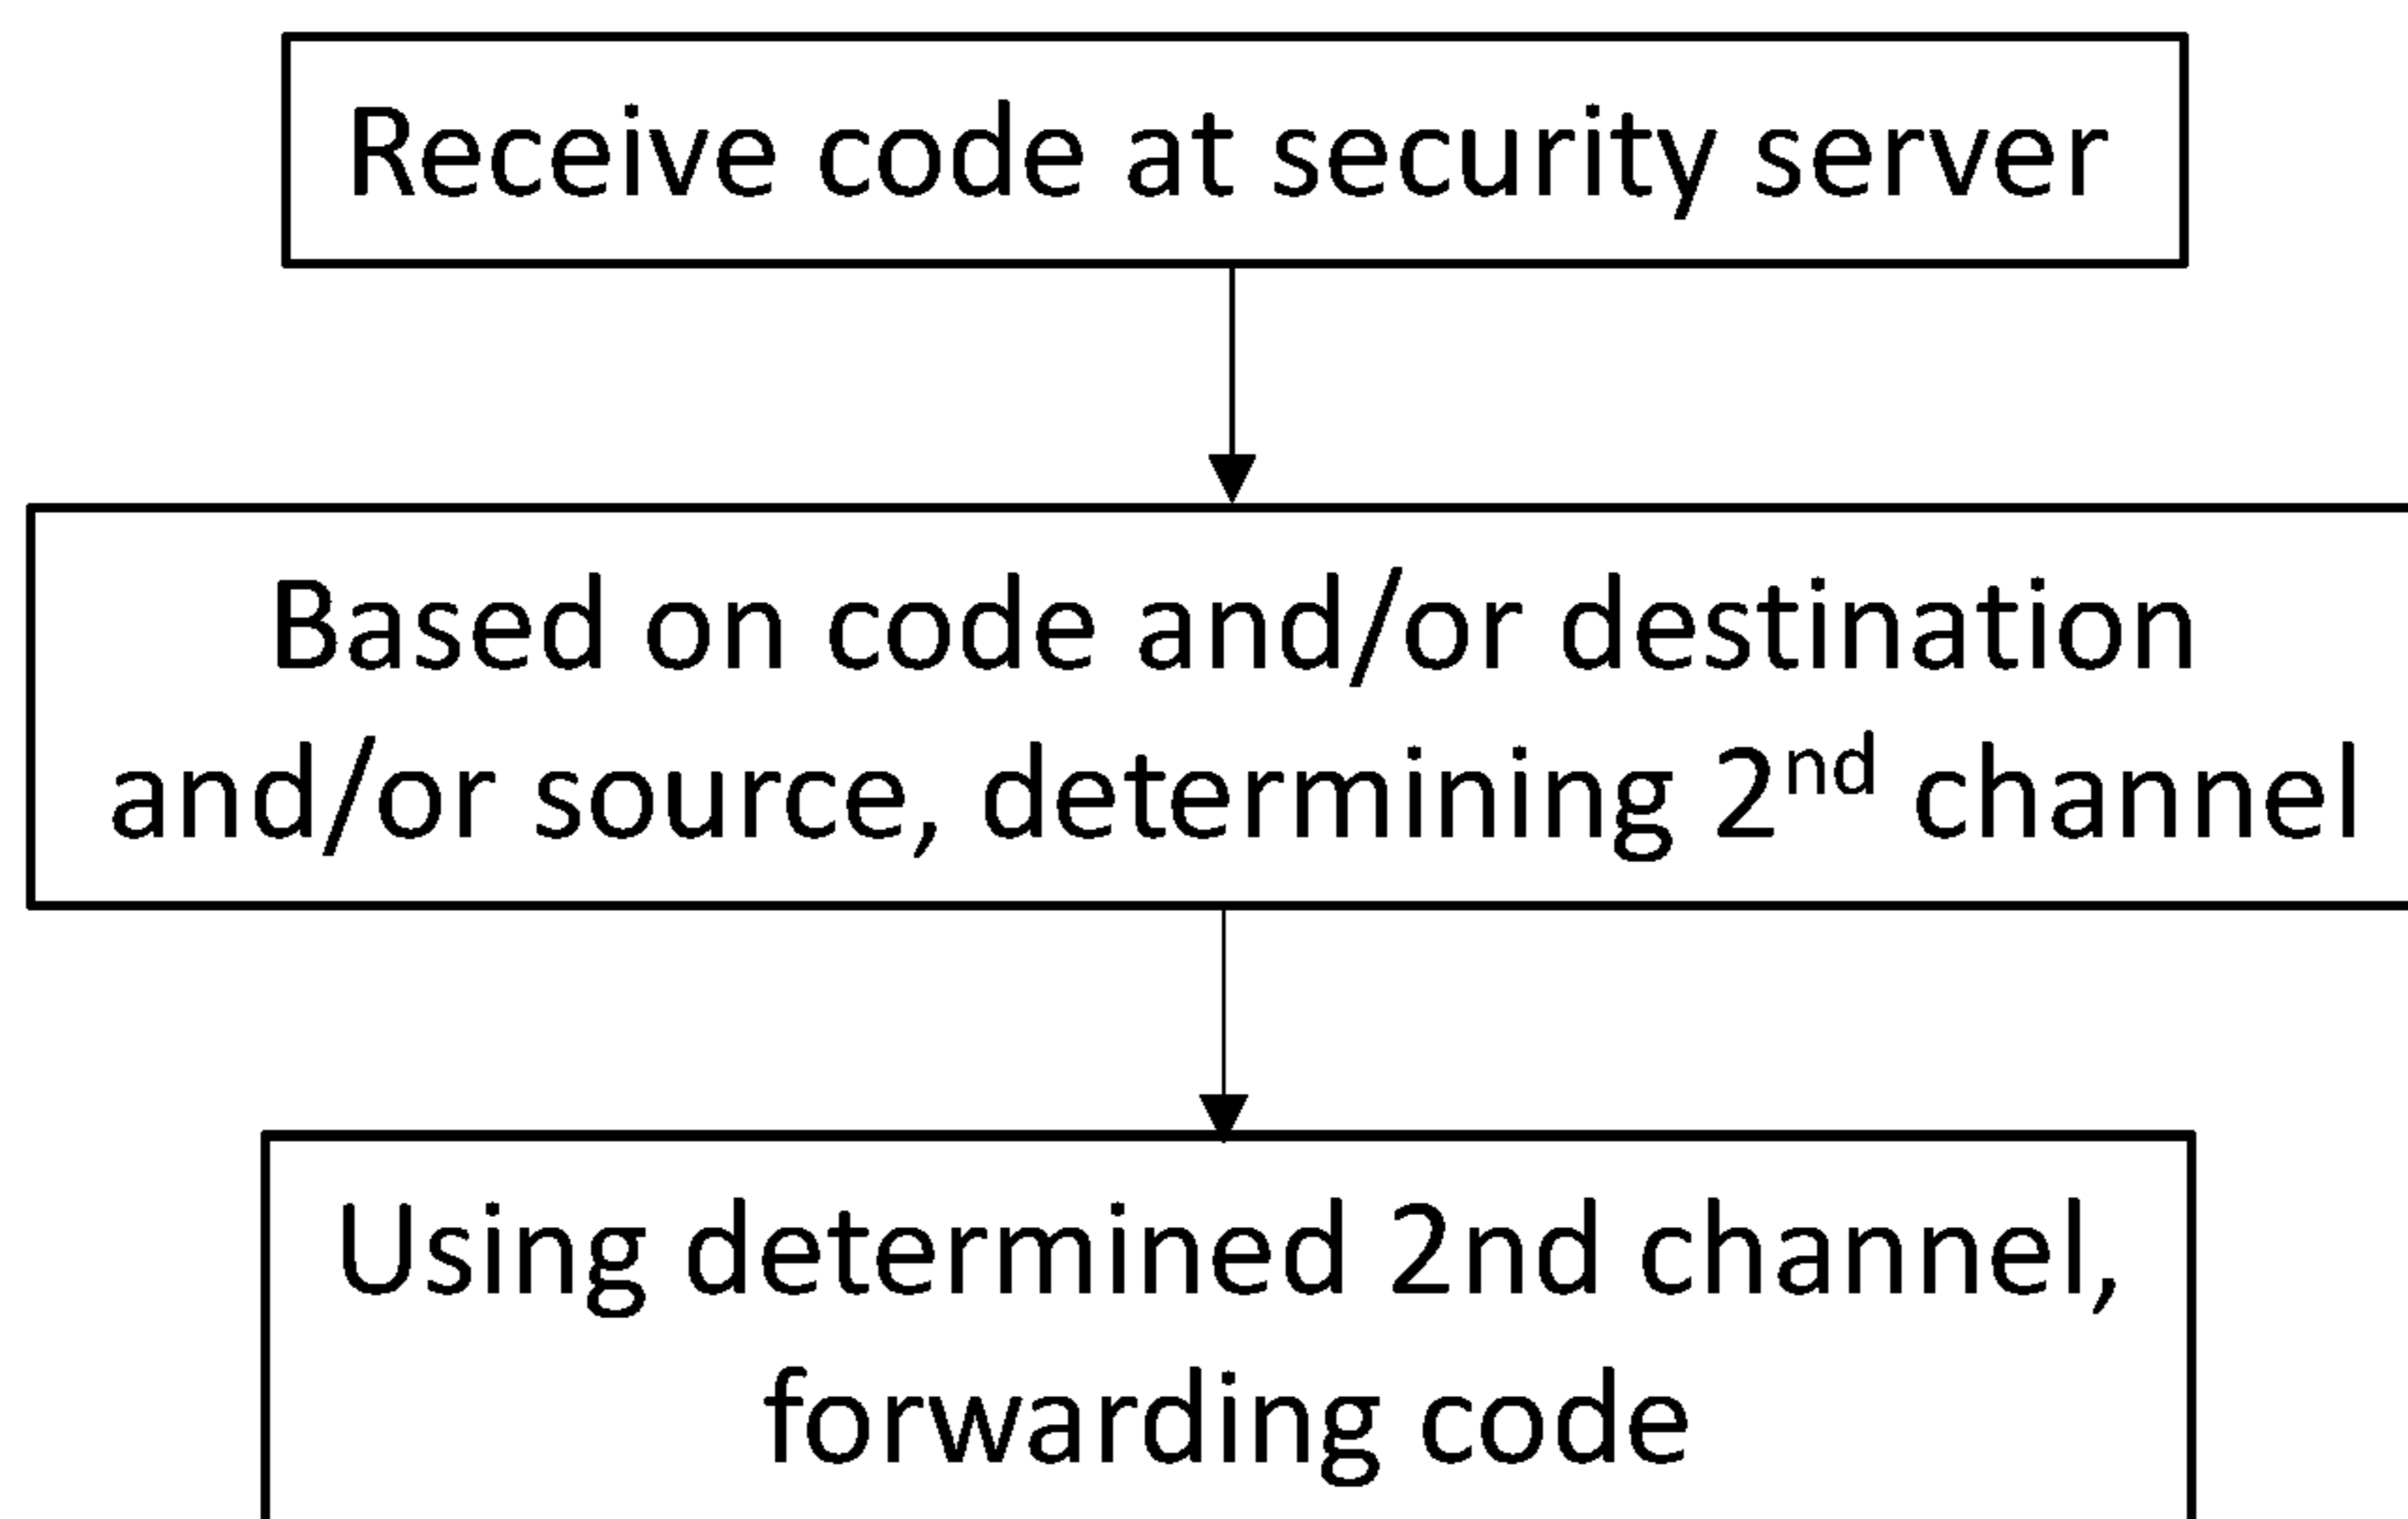 Receive code at security server
Based on code and/or destination
and/or source, determining 2nd channel
Using determined 2nd channel,
forwarding code